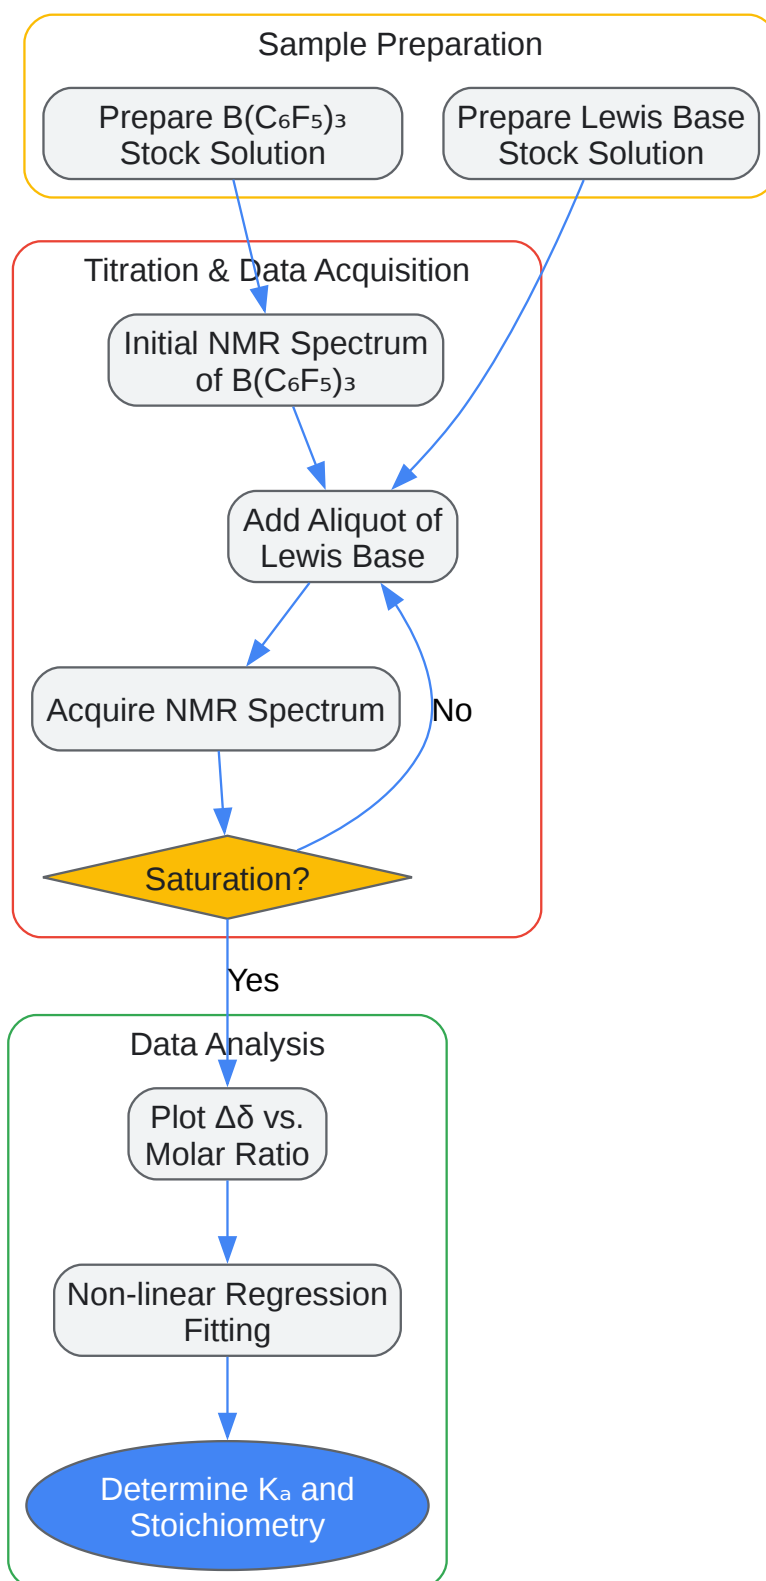 Sample Preparation
Prepare B(C₆F₅)₃
Stock Solution
Prepare Lewis Base
Stock Solution
Titration & Data Acquisition
Initial NMR Spectrum
of B(C₆F₅)₃
Add Aliquot of
Lewis Base
Acquire NMR Spectrum
No
Saturation?
Yes
Data Analysis
Plot Δδ vs.
Molar Ratio
Non-linear Regression
Fitting
Determine Kₐ and
Stoichiometry